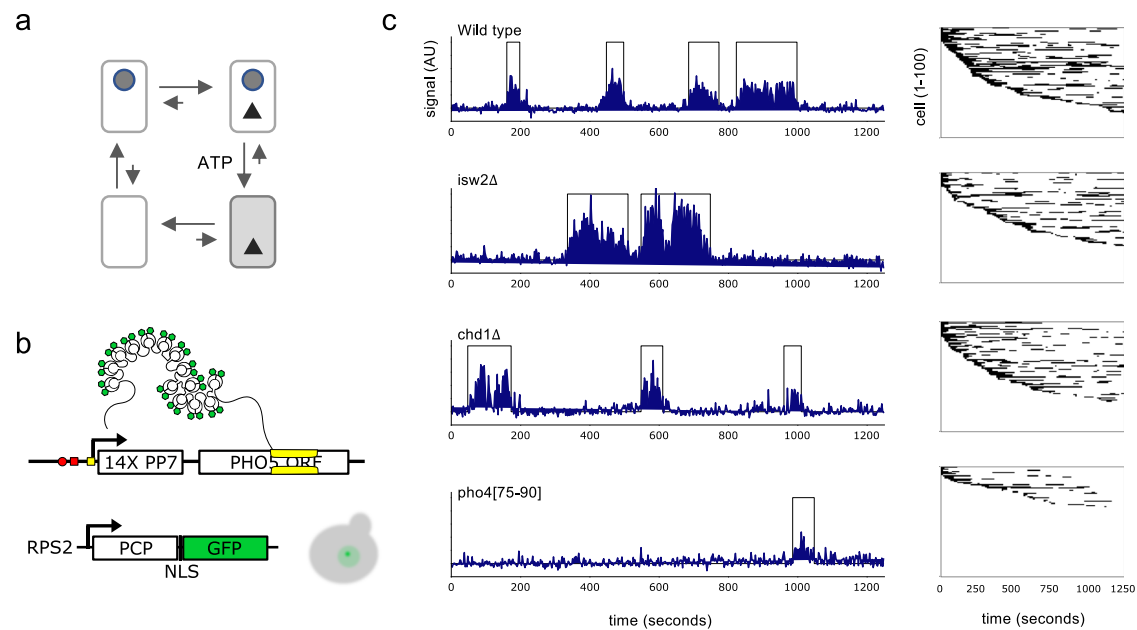 a
ATP
b
14X PP7
PHO5 ORF
RPS2
PCP
GFP
NLS
c
Wild type
signal (AU)
0 200 400 600 800 1000 1200
cell (1-100)
isw2Δ
0 200 400 600 800 1000 1200
chd1Δ
0 200 400 600 800 1000 1200
pho4[75-90]
0 200 400 600 800 1000 1200
time (seconds)
0 250 500 750 1000 1250
time (seconds)